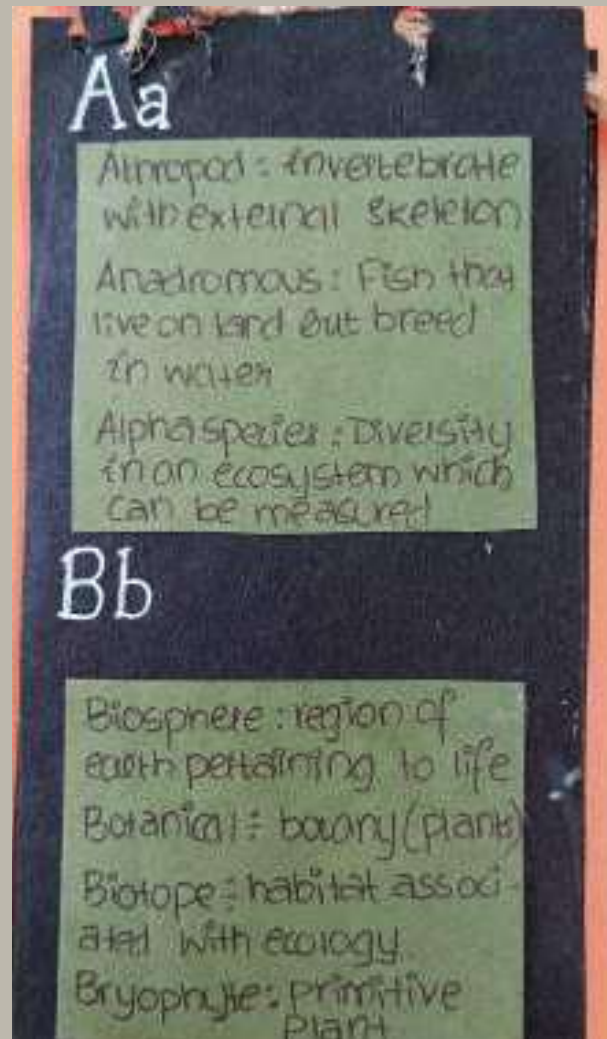 Aa
Athropod : invertebrate
with external skeleton
Anadromous : Fish that
live on land but breed
in water
Alpha species : Diversity
in an ecosystem which
can be measured
Bb
Biosphere : region of
earth pertaining to life
Botanical : botany (plants)
Biotope : habitat associ-
ated with ecology.
Bryophyte : primitive
plant